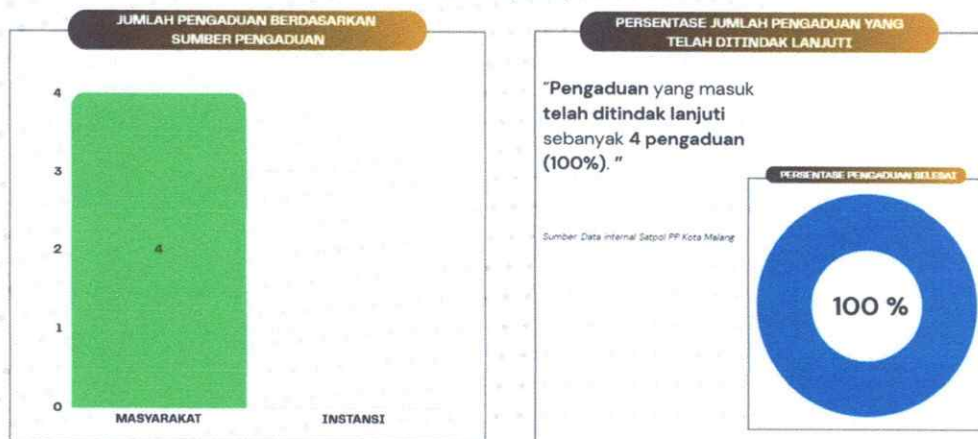 JUMLAH PENGADUAN BERDASARKAN
SUMBER PENGADUAN
4
3
2
1
0
4
MASYARAKAT
INSTANSI
PERSENTASE JUMLAH PENGADUAN YANG
TELAH DITINDAK LANJUTI
"Pengaduan yang masuk
telah ditindak lanjuti
sebanyak 4 pengaduan
(100%). "
Sumber: Data internal Satpol PP Kota Malang
PERSENTASE PENGADUAN SELESAI
100 %